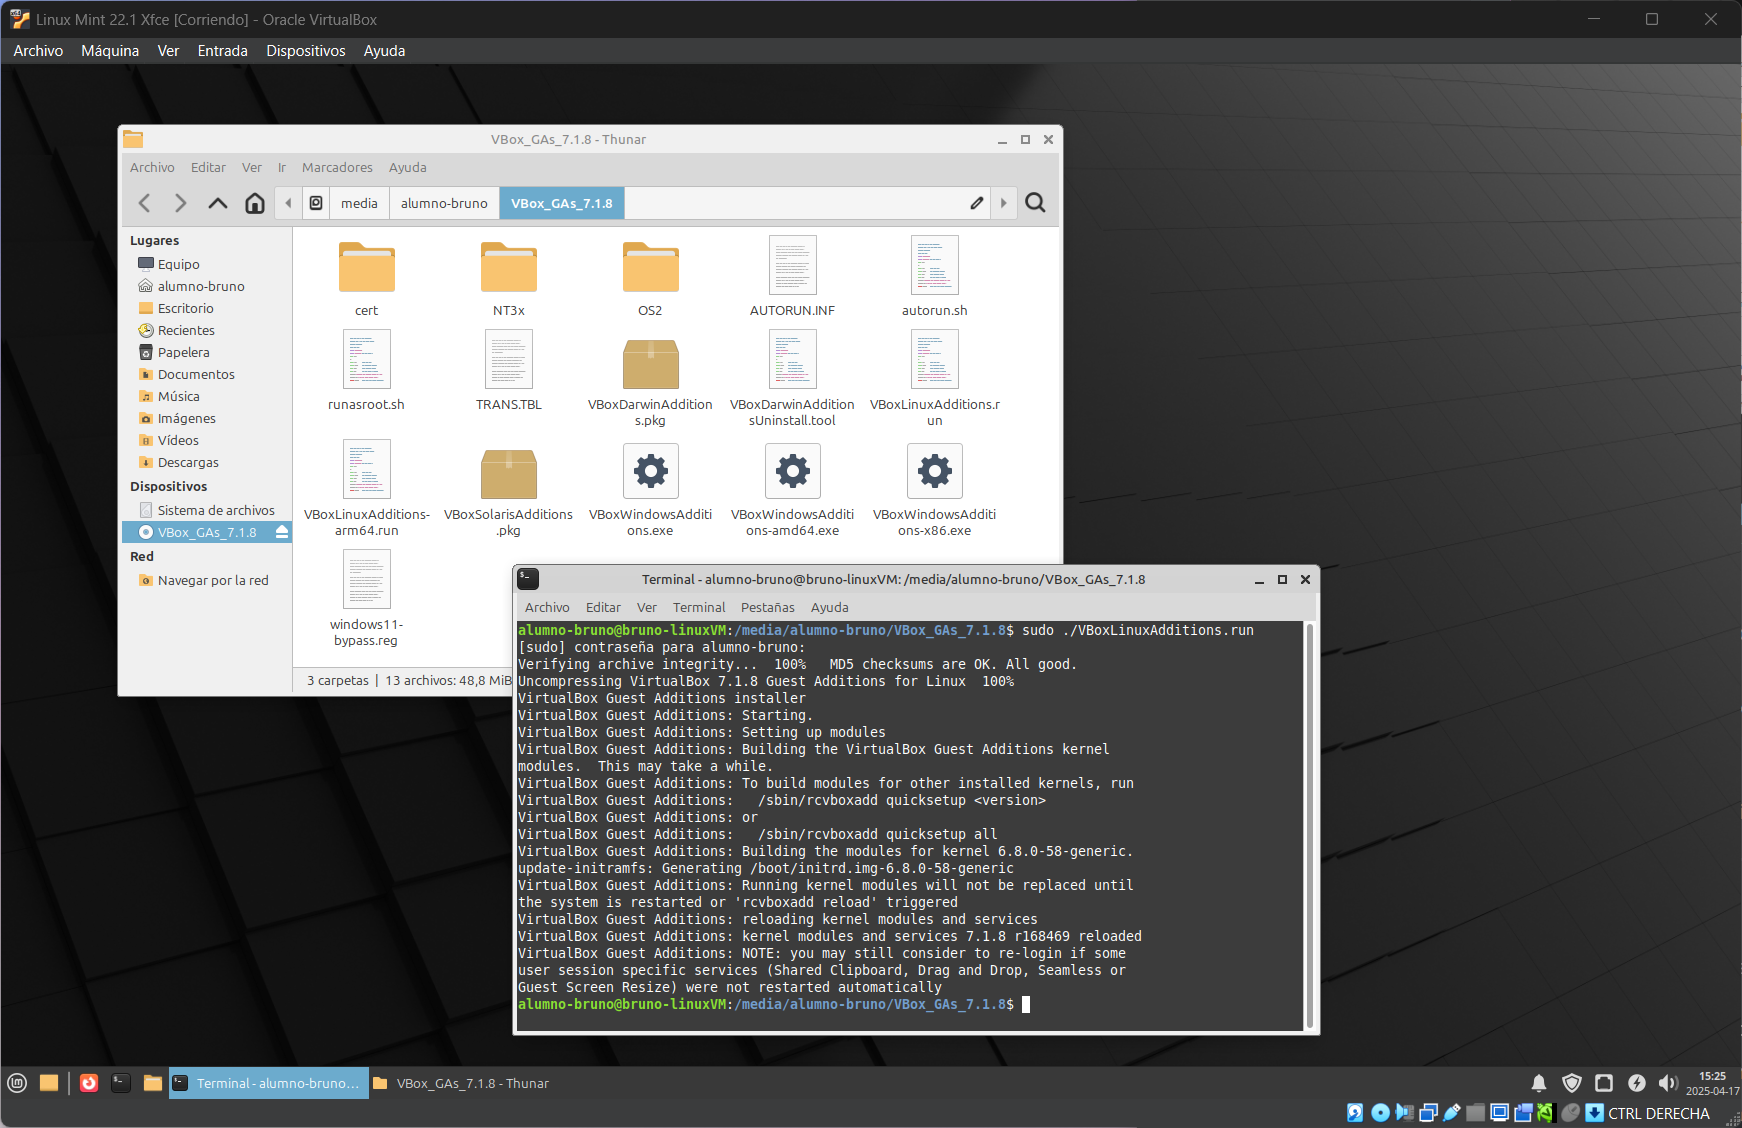 Linux Mint 22.1 Xfce [Corriendo] - Oracle VirtualBox
Archivo Máquina Ver Entrada Dispositivos Ayuda
VBox_GAs_7.1.8 - Thunar
Archivo Editar Ver Ir Marcadores Ayuda
media alumno-bruno VBox_GAs_7.1.8
Lugares
Equipo
alumno-bruno
Escritorio
Recientes
Papelera
Documentos
Música
Imágenes
Vídeos
Descargas
Dispositivos
Sistema de archivos
VBox_GAs_7.1.8
Red
Navegar por la red
cert NT3x OS2 AUTORUN.INF autorun.sh
runasroot.sh TRANS.TBL VBoxDarwinAddition VBoxDarwinAddition VBoxLinuxAdditions.r
s.pkg sUninstall.tool un
VBoxLinuxAdditions- VBoxSolarisAdditions VBoxWindowsAdditi VBoxWindowsAdditi VBoxWindowsAdditi
arm64.run .pkg ons.exe ons-amd64.exe ons-x86.exe
windows11-
bypass.reg
3 carpetas | 13 archivos: 48,8 MiB
Terminal - alumno-bruno@bruno-linuxVM: /media/alumno-bruno/VBox_GAs_7.1.8
Archivo Editar Ver Terminal Pestañas Ayuda
alumno-bruno@bruno-linuxVM:/media/alumno-bruno/VBox_GAs_7.1.8$ sudo ./VBoxLinuxAdditions.run
[sudo] contraseña para alumno-bruno:
Verifying archive integrity...  100%   MD5 checksums are OK. All good.
Uncompressing VirtualBox 7.1.8 Guest Additions for Linux  100%
VirtualBox Guest Additions installer
VirtualBox Guest Additions: Starting.
VirtualBox Guest Additions: Setting up modules
VirtualBox Guest Additions: Building the VirtualBox Guest Additions kernel
modules.  This may take a while.
VirtualBox Guest Additions: To build modules for other installed kernels, run
VirtualBox Guest Additions:   /sbin/rcvboxadd quicksetup <version>
VirtualBox Guest Additions: or
VirtualBox Guest Additions:   /sbin/rcvboxadd quicksetup all
VirtualBox Guest Additions: Building the modules for kernel 6.8.0-58-generic.
update-initramfs: Generating /boot/initrd.img-6.8.0-58-generic
VirtualBox Guest Additions: Running kernel modules will not be replaced until
the system is restarted or 'rcvboxadd reload' triggered
VirtualBox Guest Additions: reloading kernel modules and services
VirtualBox Guest Additions: kernel modules and services 7.1.8 r168469 reloaded
VirtualBox Guest Additions: NOTE: you may still consider to re-login if some
user session specific services (Shared Clipboard, Drag and Drop, Seamless or
Guest Screen Resize) were not restarted automatically
alumno-bruno@bruno-linuxVM:/media/alumno-bruno/VBox_GAs_7.1.8$
Terminal - alumno-bruno... VBox_GAs_7.1.8 - Thunar
15:25
2025-04-17
CTRL DERECHA